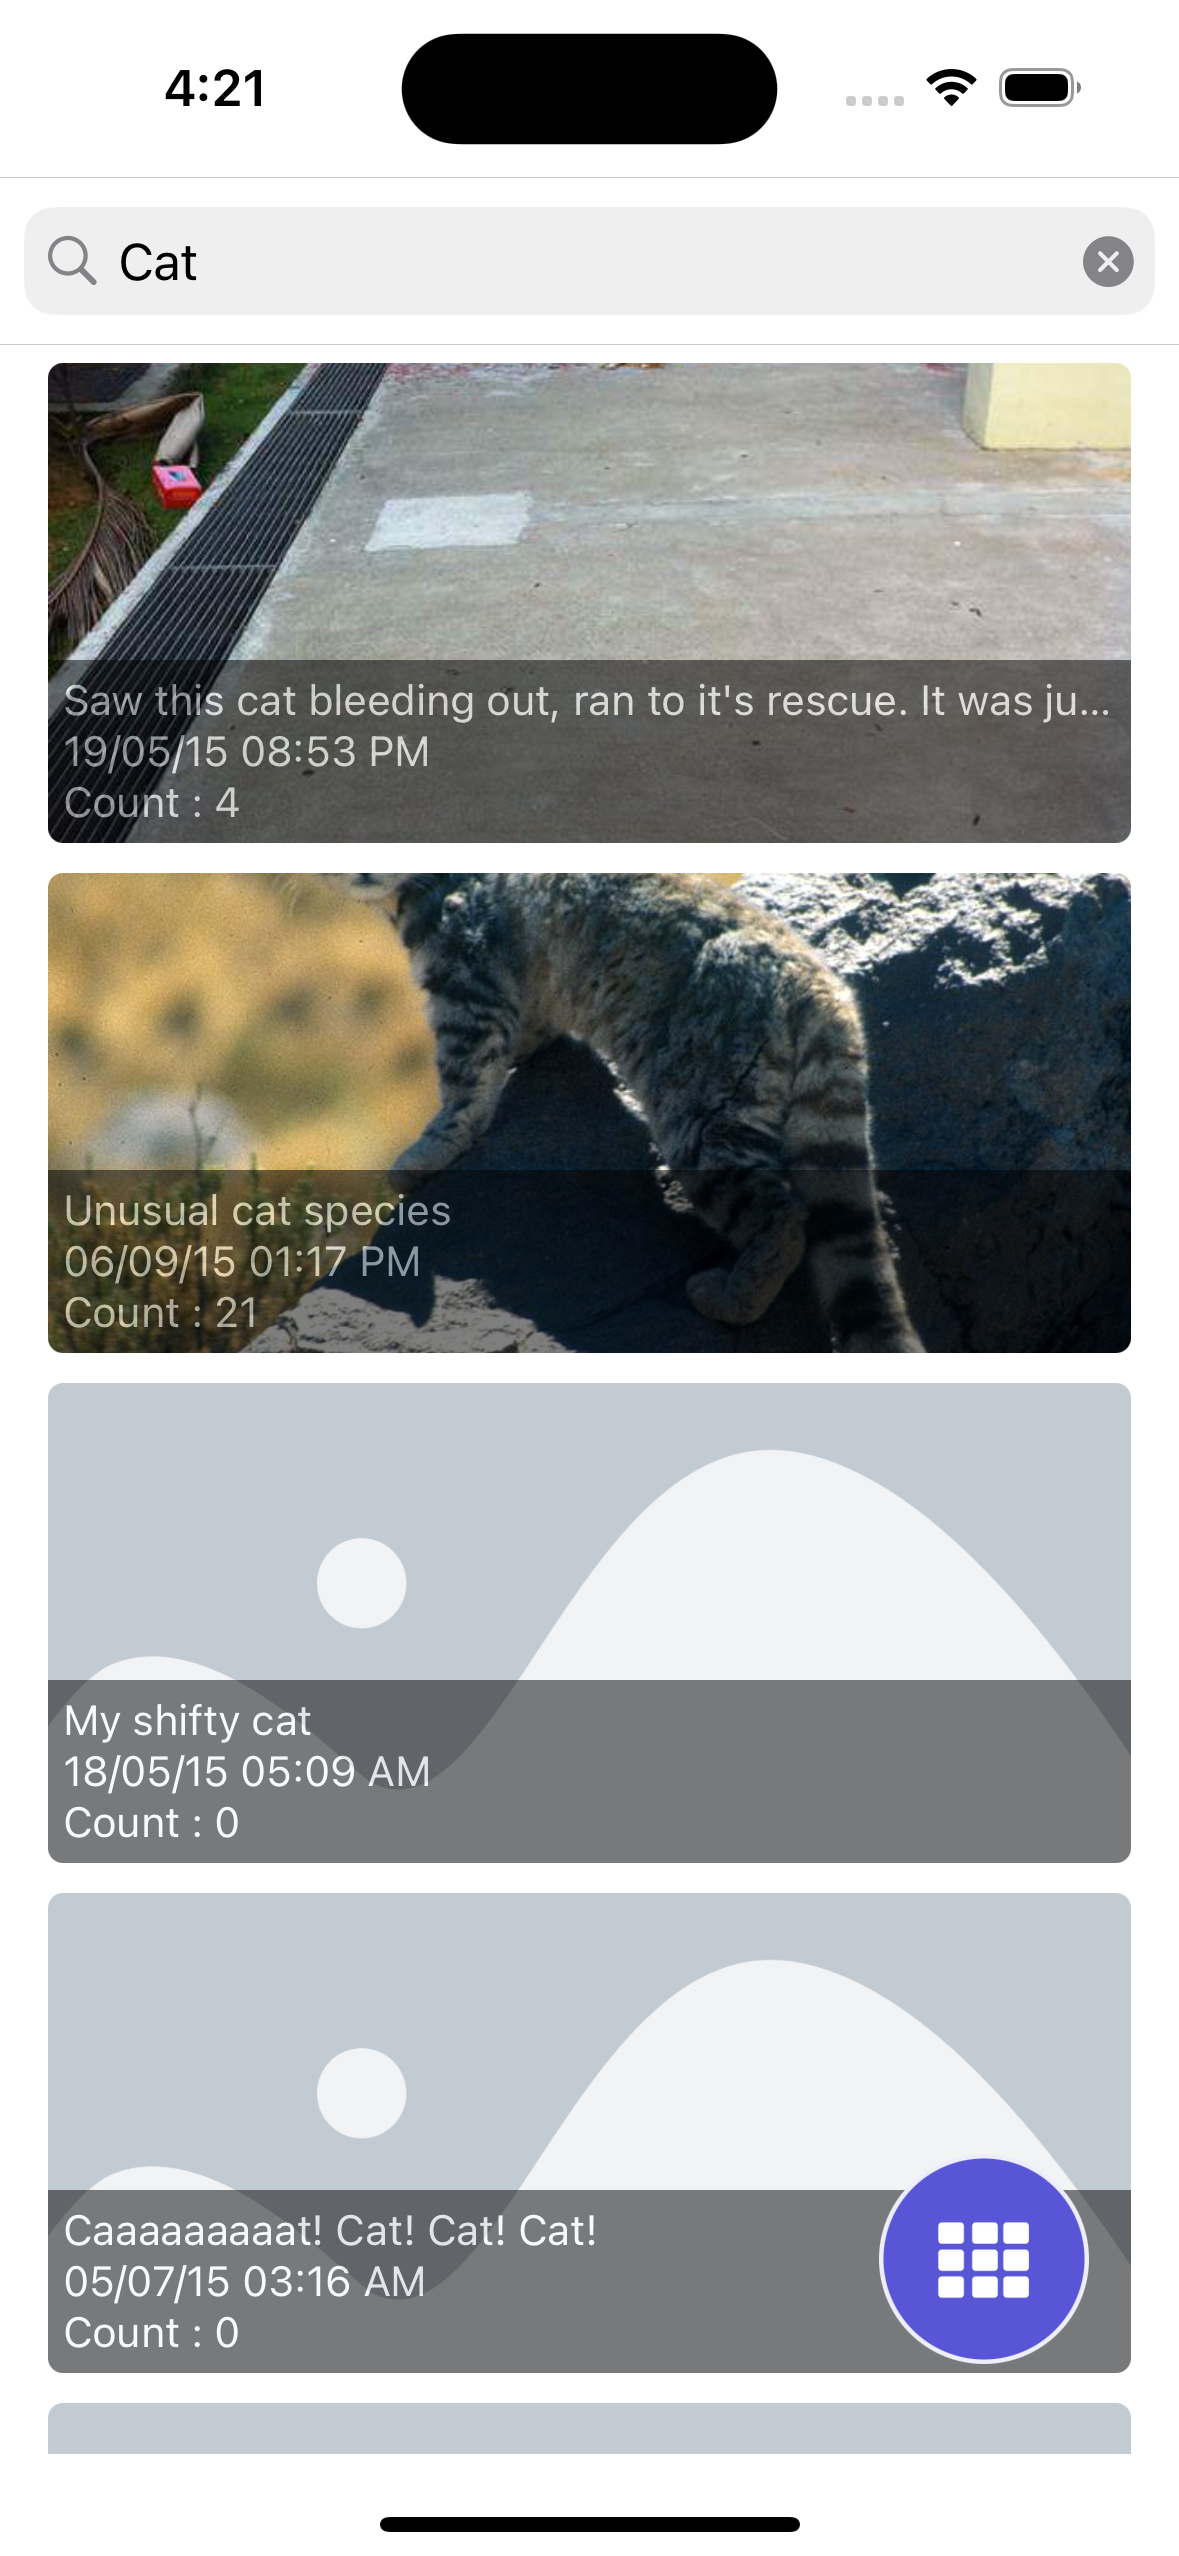 4:21
Cat
Saw this cat bleeding out, ran to it's rescue. It was ju...
19/05/15 08:53 PM
Count : 4
Unusual cat species
06/09/15 01:17 PM
Count : 21
My shifty cat
18/05/15 05:09 AM
Count : 0
Caaaaaaaaat! Cat! Cat! Cat!
05/07/15 03:16 AM
Count : 0